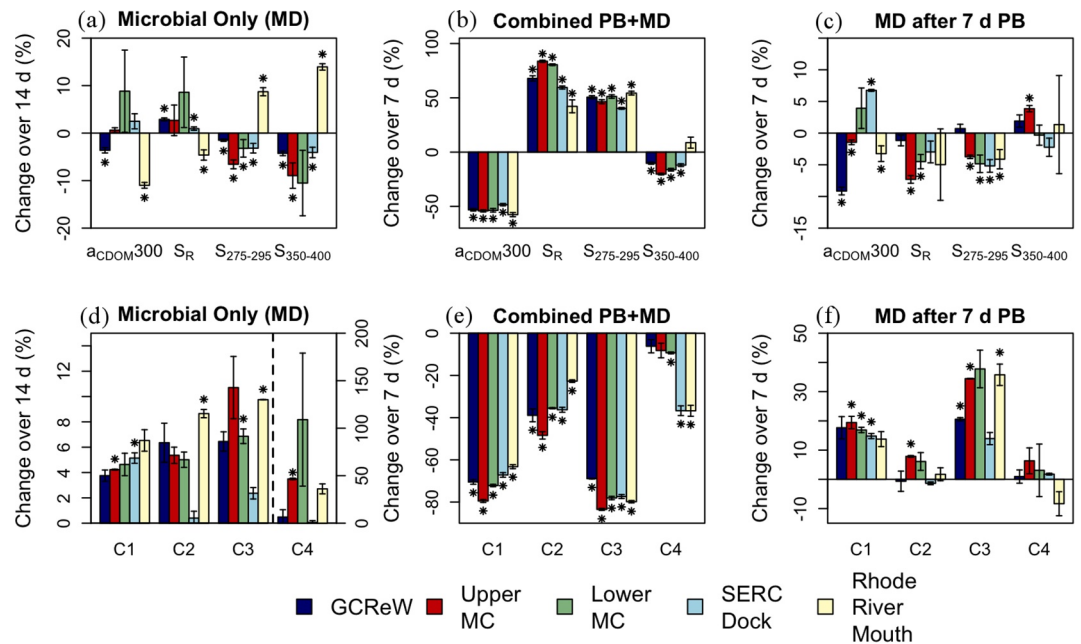 (a) Microbial Only (MD)
Change over 14 d (%)
20
10
0
-10
-20
aCDOM300 SR S275-295 S350-400
* * * * * * * * * * * *
(b) Combined PB+MD
Change over 7 d (%)
100
50
0
-50
aCDOM300 SR S275-295 S350-400
* * * * * * * * * * * * * * * * * * *
(c) MD after 7 d PB
Change over 7 d (%)
15
5
0
-5
-15
aCDOM300 SR S275-295 S350-400
* * * * * * * * * * *
(d) Microbial Only (MD)
Change over 14 d (%)
12
8
6
4
2
0
200
150
100
50
0
C1 C2 C3 C4
* * * * * *
(e) Combined PB+MD
Change over 7 d (%)
0
-20
-40
-60
-80
C1 C2 C3 C4
* * * * * * * * * * * * * * * * * *
(f) MD after 7 d PB
Change over 7 d (%)
50
30
10
-10
C1 C2 C3 C4
* * * * * * *
GCReW
Upper
MC
Lower
MC
SERC
Dock
Rhode
River
Mouth